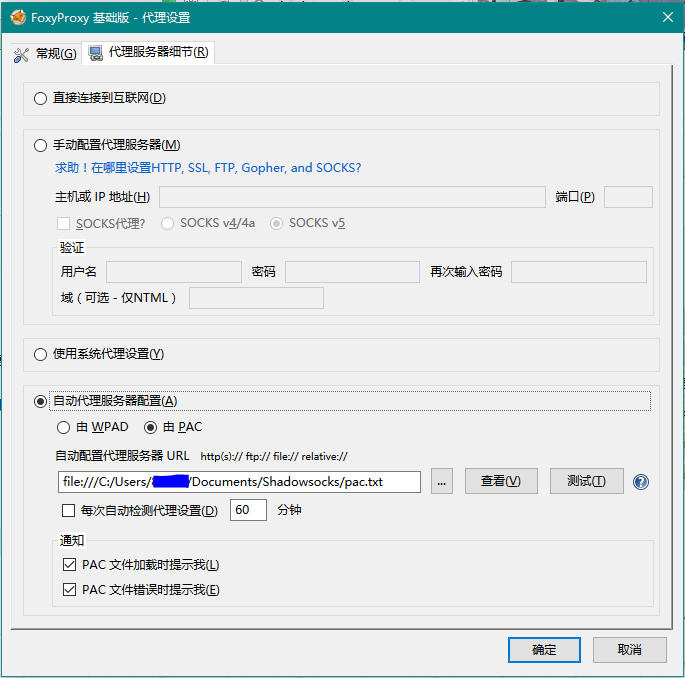 FoxyProxy 基础版 - 代理设置
常规(G)
代理服务器细节(R)
直接连接到互联网(D)
手动配置代理服务器(M)
求助！在哪里设置HTTP, SSL, FTP, Gopher, and SOCKS?
主机或 IP 地址(H)
端口(P)
SOCKS代理? SOCKS v4/4a SOCKS v5
验证
用户名 密码 再次输入密码
域（可选 - 仅NTML）
使用系统代理设置(Y)
自动代理服务器配置(A)
由 WPAD 由 PAC
自动配置代理服务器 URL http(s):// ftp:// file:// relative://
file:///C:/Users/ /Documents/Shadowsocks/pac.txt ... 查看(V) 测试(T) ?
每次自动检测代理设置(D) 60 分钟
通知
PAC 文件加载时提示我(L)
PAC 文件错误时提示我(E)
确定 取消